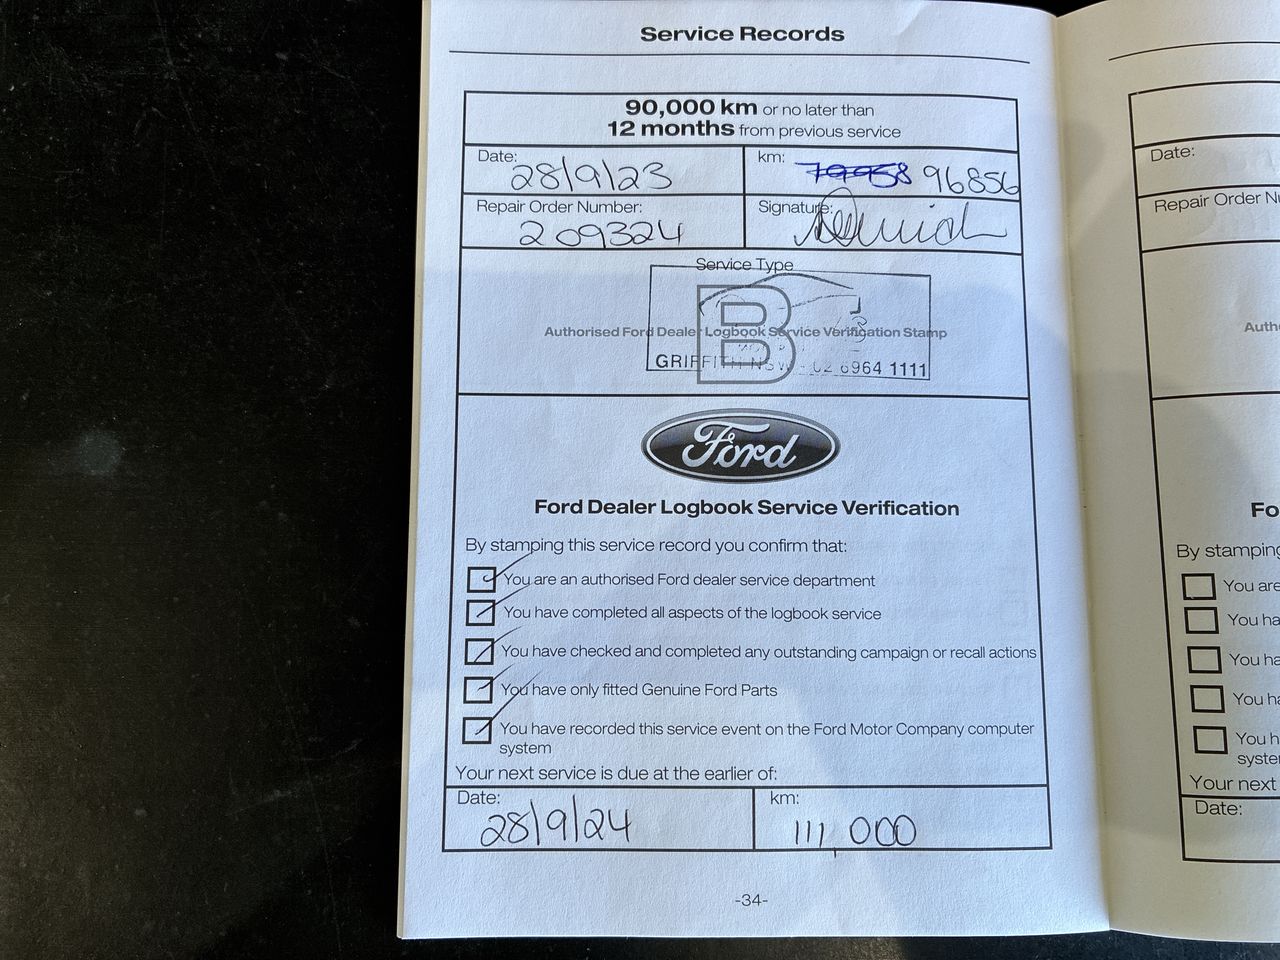 Service Records
90,000 km or no later than
12 months from previous service
Date: 28/9/23
km: 79958 96856
Repair Order Number: 209324
Signature:
Service Type
B
Authorised Ford Dealer Logbook Service Verification Stamp
GRIFFITH NSW - 02 6964 1111
Ford
Ford Dealer Logbook Service Verification
By stamping this service record you confirm that:
You are an authorised Ford dealer service department
You have completed all aspects of the logbook service
You have checked and completed any outstanding campaign or recall actions
You have only fitted Genuine Ford Parts
You have recorded this service event on the Ford Motor Company computer
system
Your next service is due at the earlier of:
Date: 28/9/24
km: 111,000
-34-
Date:
Repair Order
Fo
By stamping
You are
You
You
You
You
Your next
Date: